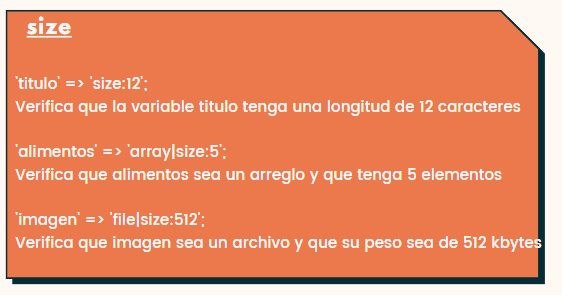 size
'titulo' => 'size:12';
Verifica que la variable titulo tenga una longitud de 12 caracteres
'alimentos' => 'array|size:5';
Verifica que alimentos sea un arreglo y que tenga 5 elementos
'imagen' => 'file|size:512';
Verifica que imagen sea un archivo y que su peso sea de 512 kbytes